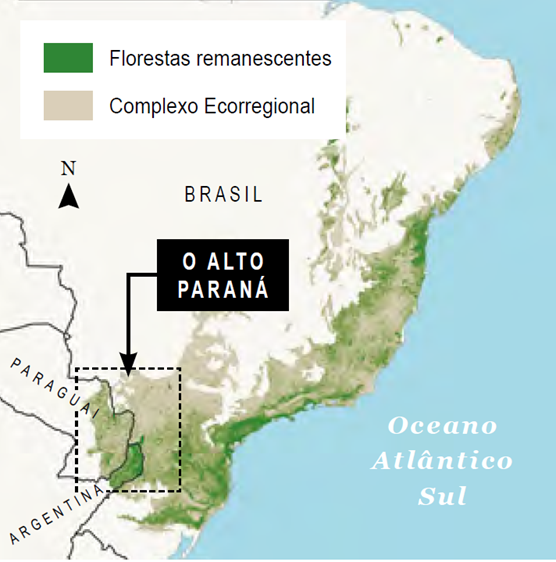 Florestas remanescentes
Complexo Ecorregional
N
BRASIL
O ALTO
PARANÁ
PARAGUAI
Oceano
Atlântico
Sul
ARGENTINA